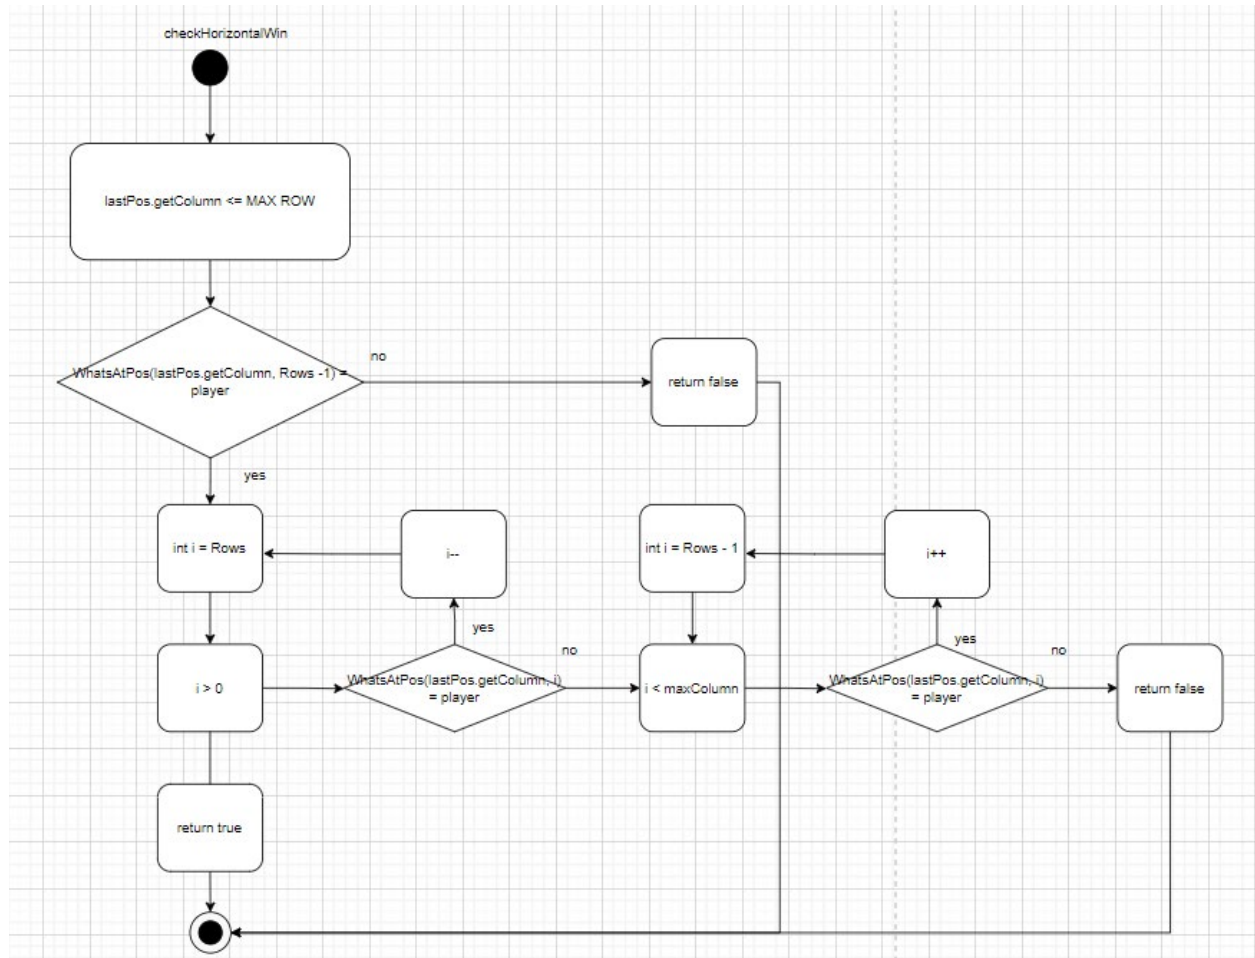 checkHorizontalWin
lastPos.getColumn <= MAX ROW
WhatsAtPos(lastPos.getColumn, Rows -1) =
player
no
return false
yes
int i = Rows
i--
int i = Rows - 1
i++
yes
no
yes
no
i > 0
WhatsAtPos(lastPos.getColumn, i)
= player
i < maxColumn
WhatsAtPos(lastPos.getColumn, i)
= player
return false
return true